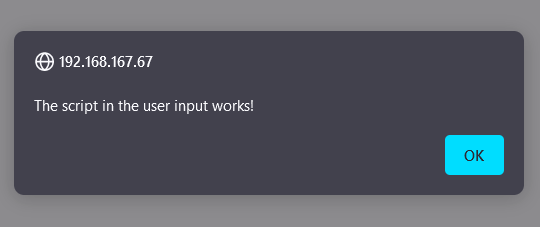 192.168.167.67
The script in the user input works!
OK